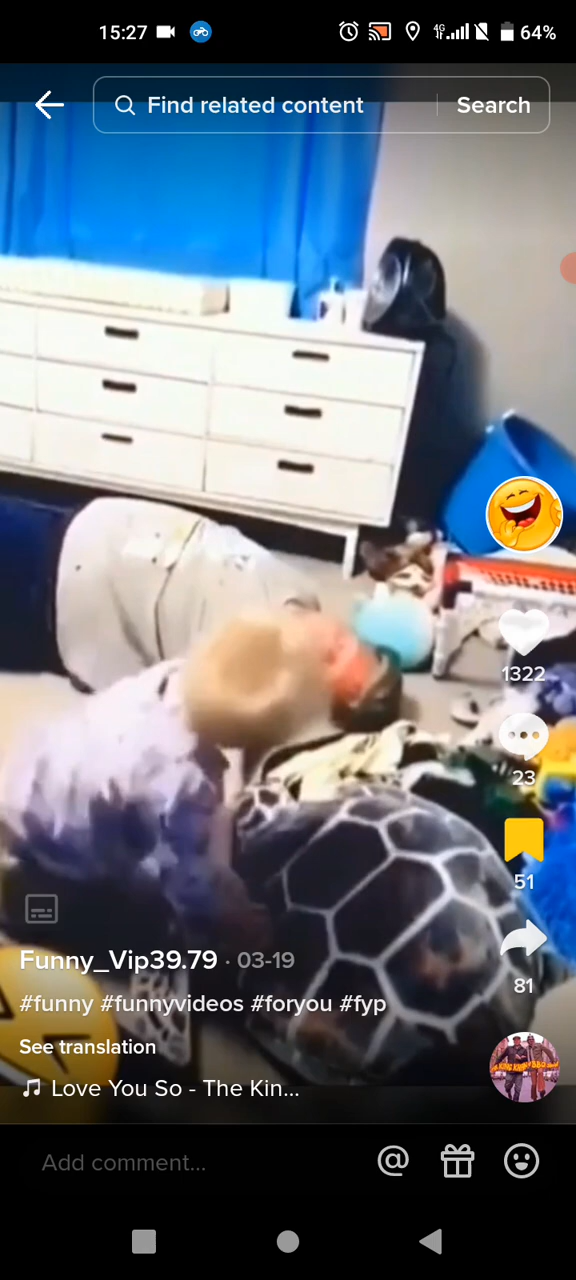 15:27
4G
64%
Find related content
Search
1322
23
51
81
Funny_Vip39.79 · 03-19
#funny #funnyvideos #foryou #fyp
See translation
Love You So - The Kin...
Add comment...
@